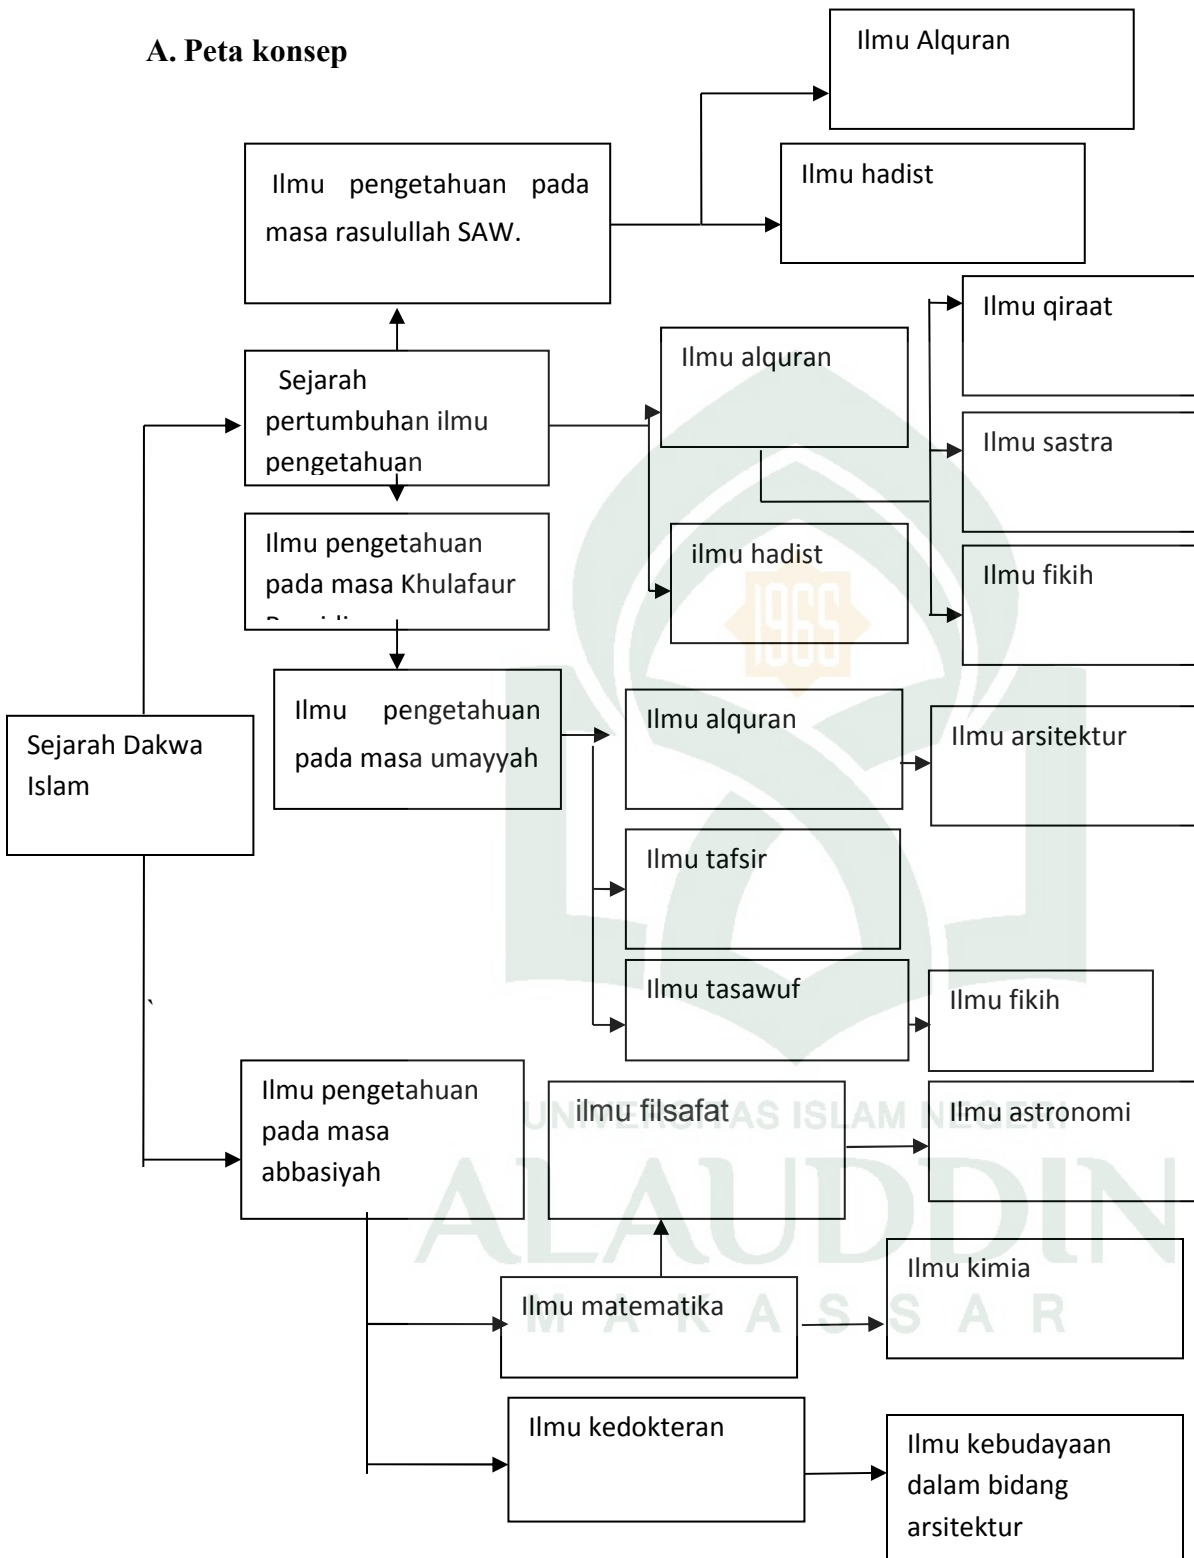 A. Peta konsep
Ilmu Alquran
Ilmu pengetahuan pada
masa rasulullah SAW.
Ilmu hadist
Ilmu qiraat
Ilmu alquran
Sejarah
pertumbuhan ilmu
pengetahuan
Ilmu sastra
Ilmu pengetahuan
pada masa Khulafaur
ilmu hadist
Ilmu fikih
1965
Ilmu pengetahuan
pada masa umayyah
Ilmu alquran
Ilmu arsitektur
Sejarah Dakwa
Islam
Ilmu tafsir
Ilmu tasawuf
Ilmu fikih
`
Ilmu pengetahuan
pada masa
abbasiyah
ilmu filsafat
Ilmu astronomi
UNIVERSITAS ISLAM NEGERI
ALAUDDIN
MAKASSAR
Ilmu matematika
Ilmu kimia
Ilmu kedokteran
Ilmu kebudayaan
dalam bidang
arsitektur